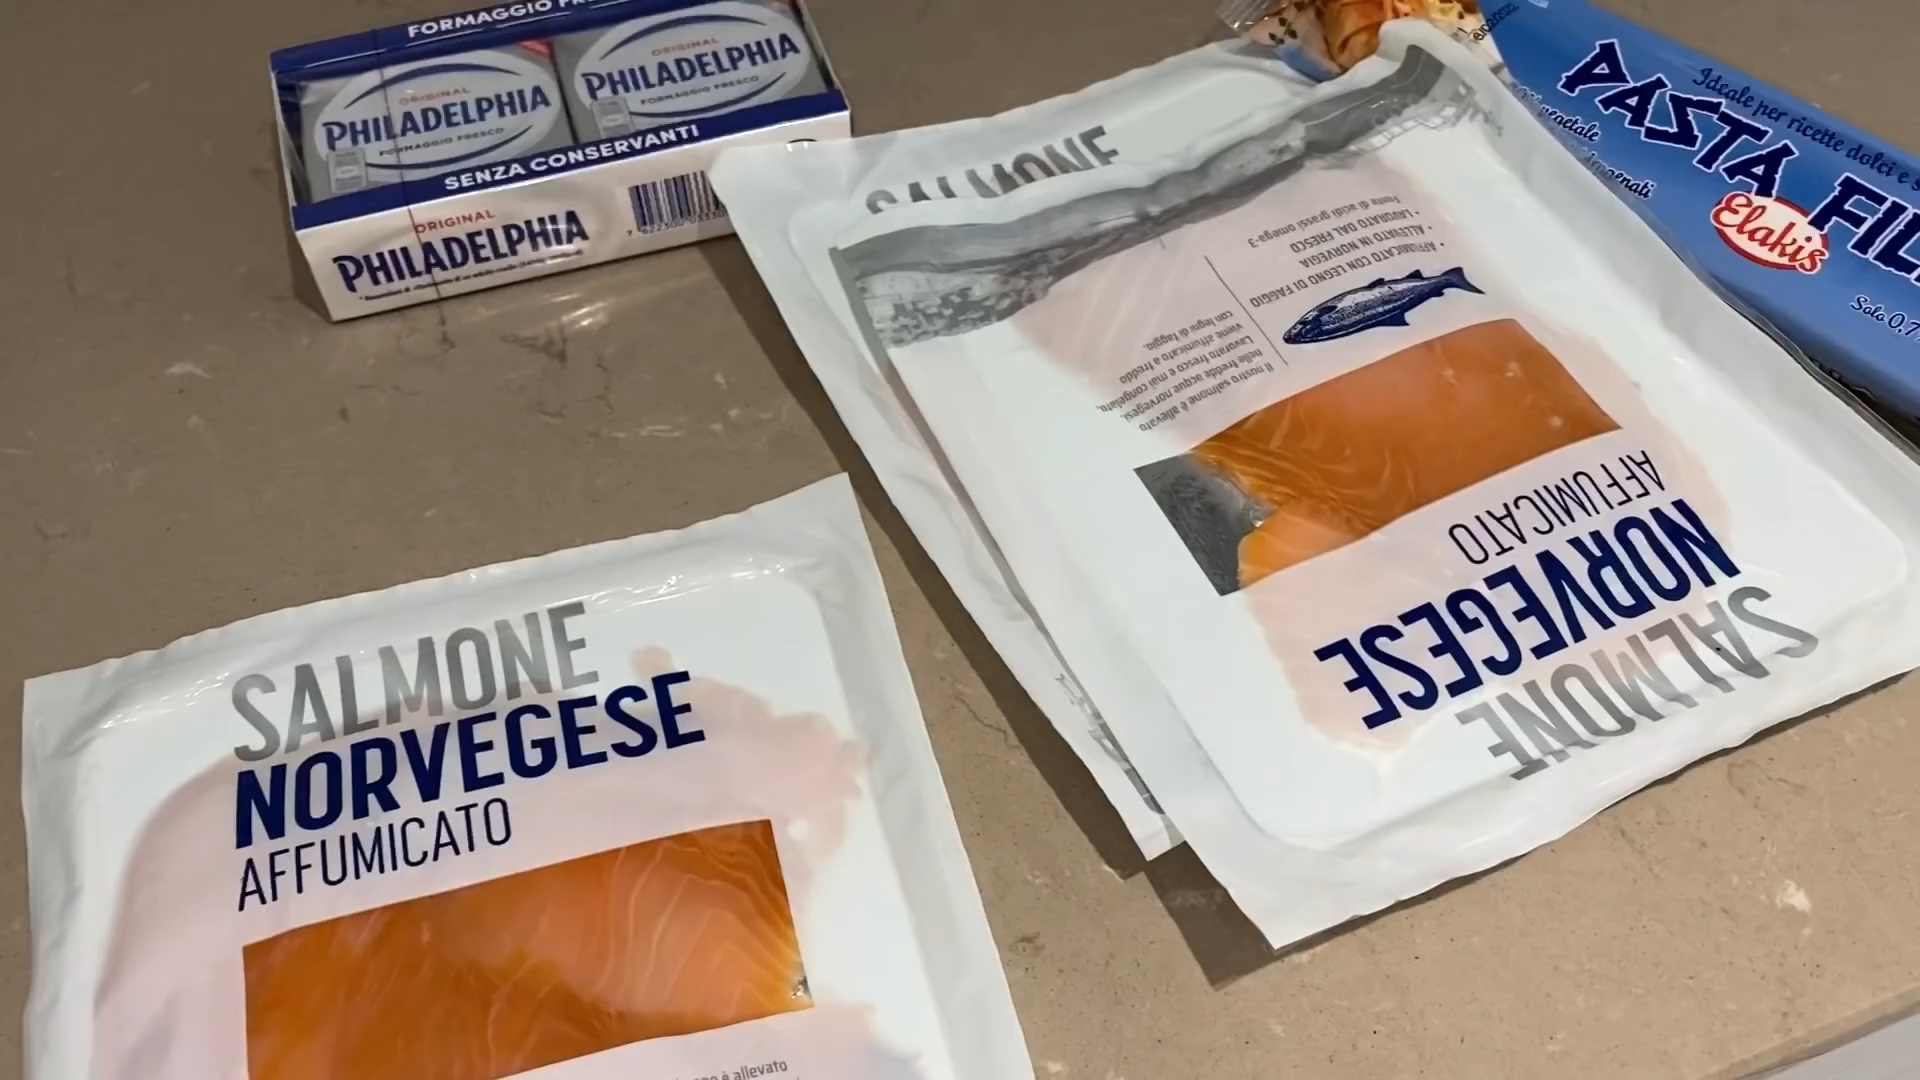 FORMAGGIO
ORIGINAL
PHILADELPHIA
FORMAGGIO FRESCO
ORIGINAL
PHILADELPHIA
FORMAGGIO FRESCO
SENZA CONSERVANTI
ORIGINAL
PHILADELPHIA
SALMONE
SALMONE
NORVEGESE
AFFUMICATO
Il nostro salmone è allevato
nelle fredde acque norvegesi.
Lavorato fresco e mai congelato,
viene affumicato a freddo
con legni di faggio.
• AFFUMICATO CON LEGNO DI FAGGIO
• ALLEVATO IN NORVEGIA
• LAVORATO DAL FRESCO
Fonte di acidi grassi omega-3
Ideale per ricette dolci e
PASTA
Elakis
Solo
SALMONE
NORVEGESE
AFFUMICATO
è allevato